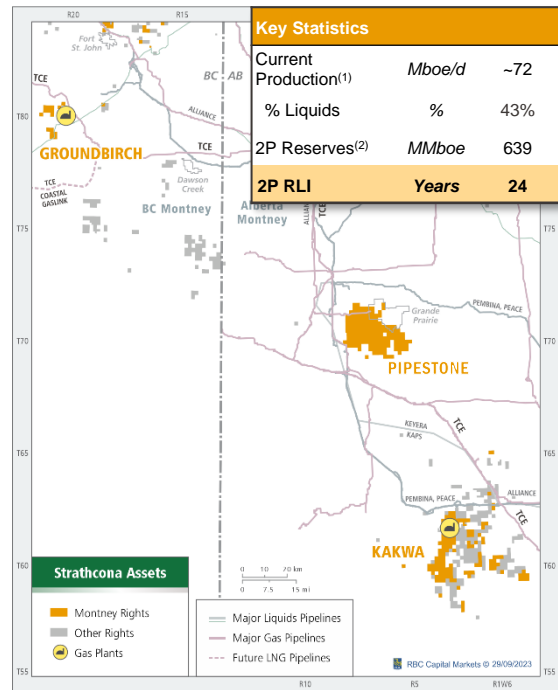 R20
R15
Key Statistics
Current Production(1) Mboe/d ~72
% Liquids % 43%
2P Reserves(2) MMboe 639
2P RLI Years 24
Fort
St. John
BC
AB
TCE
T80
T80
ALLIANCE
TCE
GROUNDBIRCH
TCE
COASTAL
GASLINK
Dawson
Creek
BC Montney
Alberta
Montney
ALLIANCE
TCE
T75
T75
PEMBINA, PEACE
Grande
Prairie
T70
T70
PIPESTONE
KEYERA
KAPS
TCE
T65
T65
PEMBINA, PEACE
ALLIANCE
TCE
KAKWA
T60
T60
Strathcona Assets
Montney Rights
Other Rights
Gas Plants
0 10 20 km
0 7.5 15 mi
Major Liquids Pipelines
Major Gas Pipelines
Future LNG Pipelines
RBC Capital Markets © 29/09/2023
T55
T55
R10
R5
R1W6